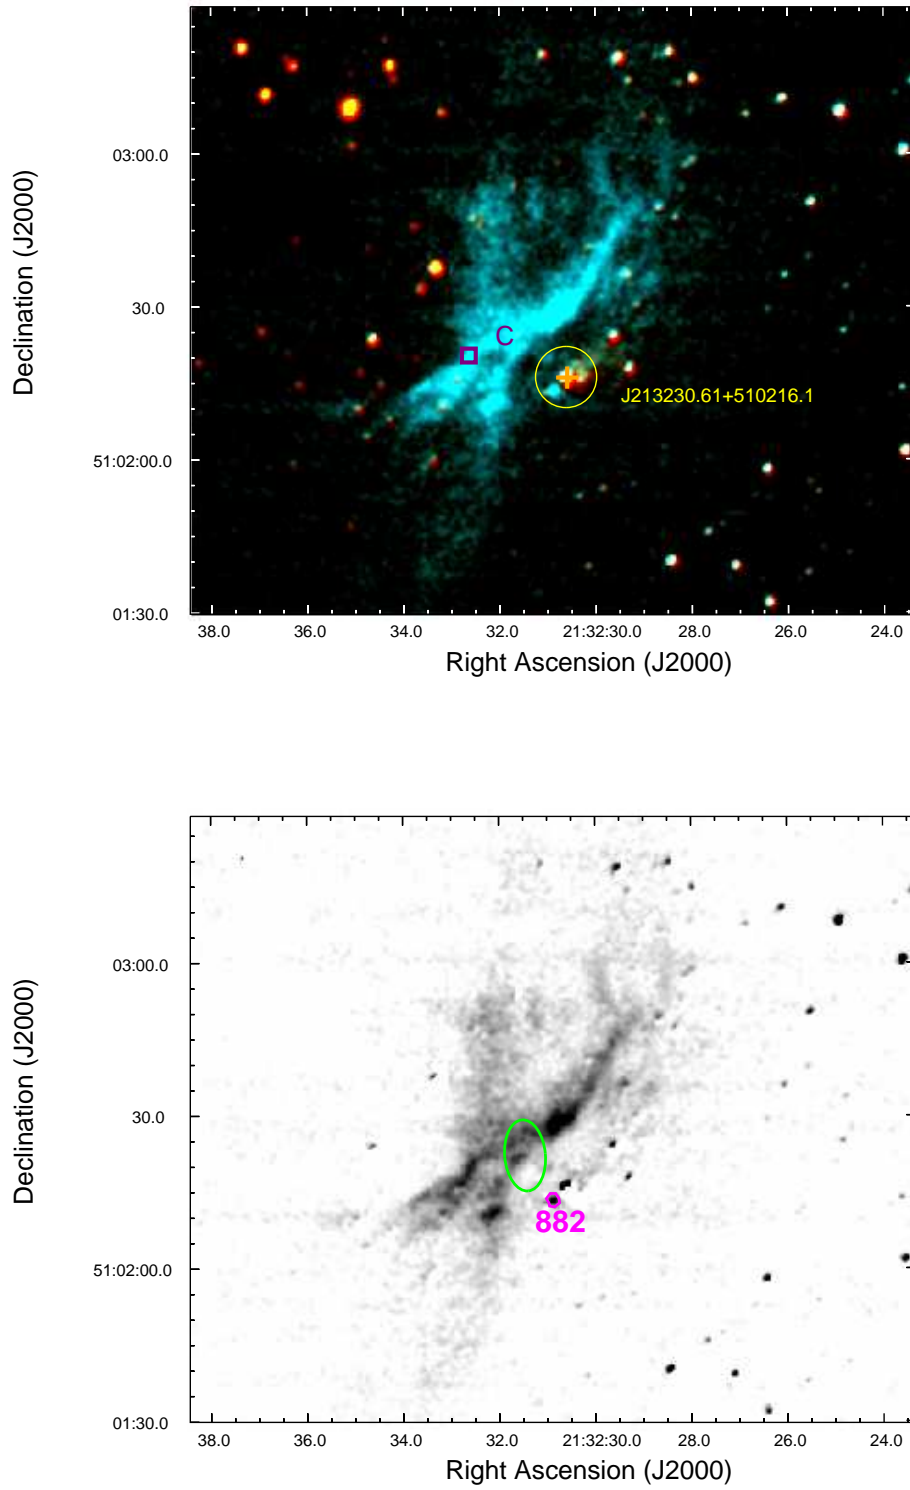 Declination (J2000)
03:00.0
30.0
51:02:00.0
01:30.0
C
J213230.61+510216.1
38.0 36.0 34.0 32.0 21:32:30.0 28.0 26.0 24.0
Right Ascension (J2000)
Declination (J2000)
03:00.0
30.0
51:02:00.0
01:30.0
882
38.0 36.0 34.0 32.0 21:32:30.0 28.0 26.0 24.0
Right Ascension (J2000)